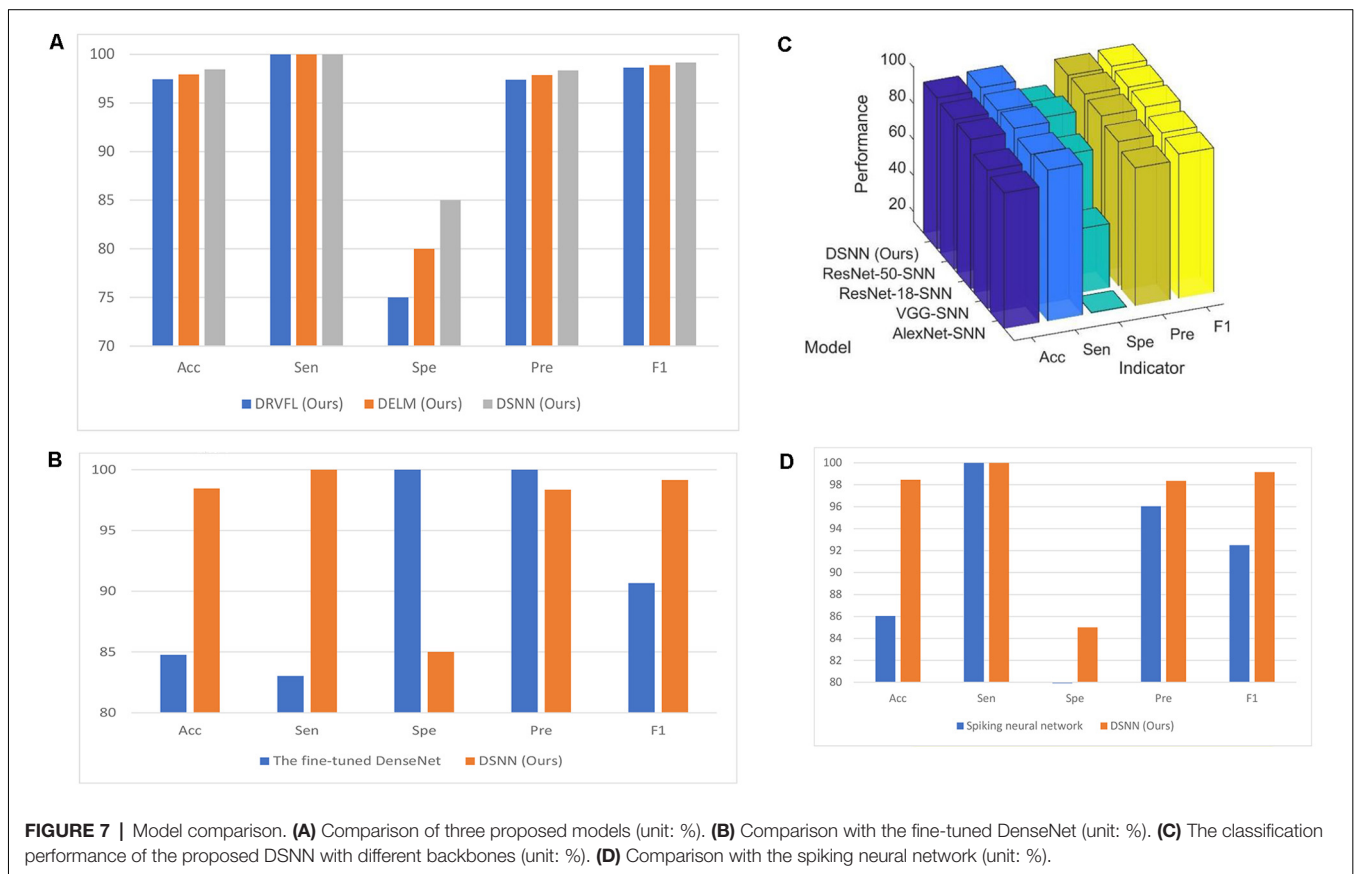 A
100
95
90
85
80
75
70
Acc Sen Spe Pre F1
DRVFL (Ours) DELM (Ours) DSNN (Ours)
C
Performance
100
80
60
40
20
DSNN (Ours)
ResNet-50-SNN
ResNet-18-SNN
VGG-SNN
AlexNet-SNN
Model
Acc
Sen
Spe
Pre
F1
Indicator
B
100
95
90
85
80
Acc Sen Spe Pre F1
The fine-tuned DenseNet DSNN (Ours)
D
100
98
96
94
92
90
88
86
84
82
80
Acc Sen Spe Pre F1
Spiking neural network DSNN (Ours)
FIGURE 7 | Model comparison. (A) Comparison of three proposed models (unit: %). (B) Comparison with the fine-tuned DenseNet (unit: %). (C) The classification
performance of the proposed DSNN with different backbones (unit: %). (D) Comparison with the spiking neural network (unit: %).